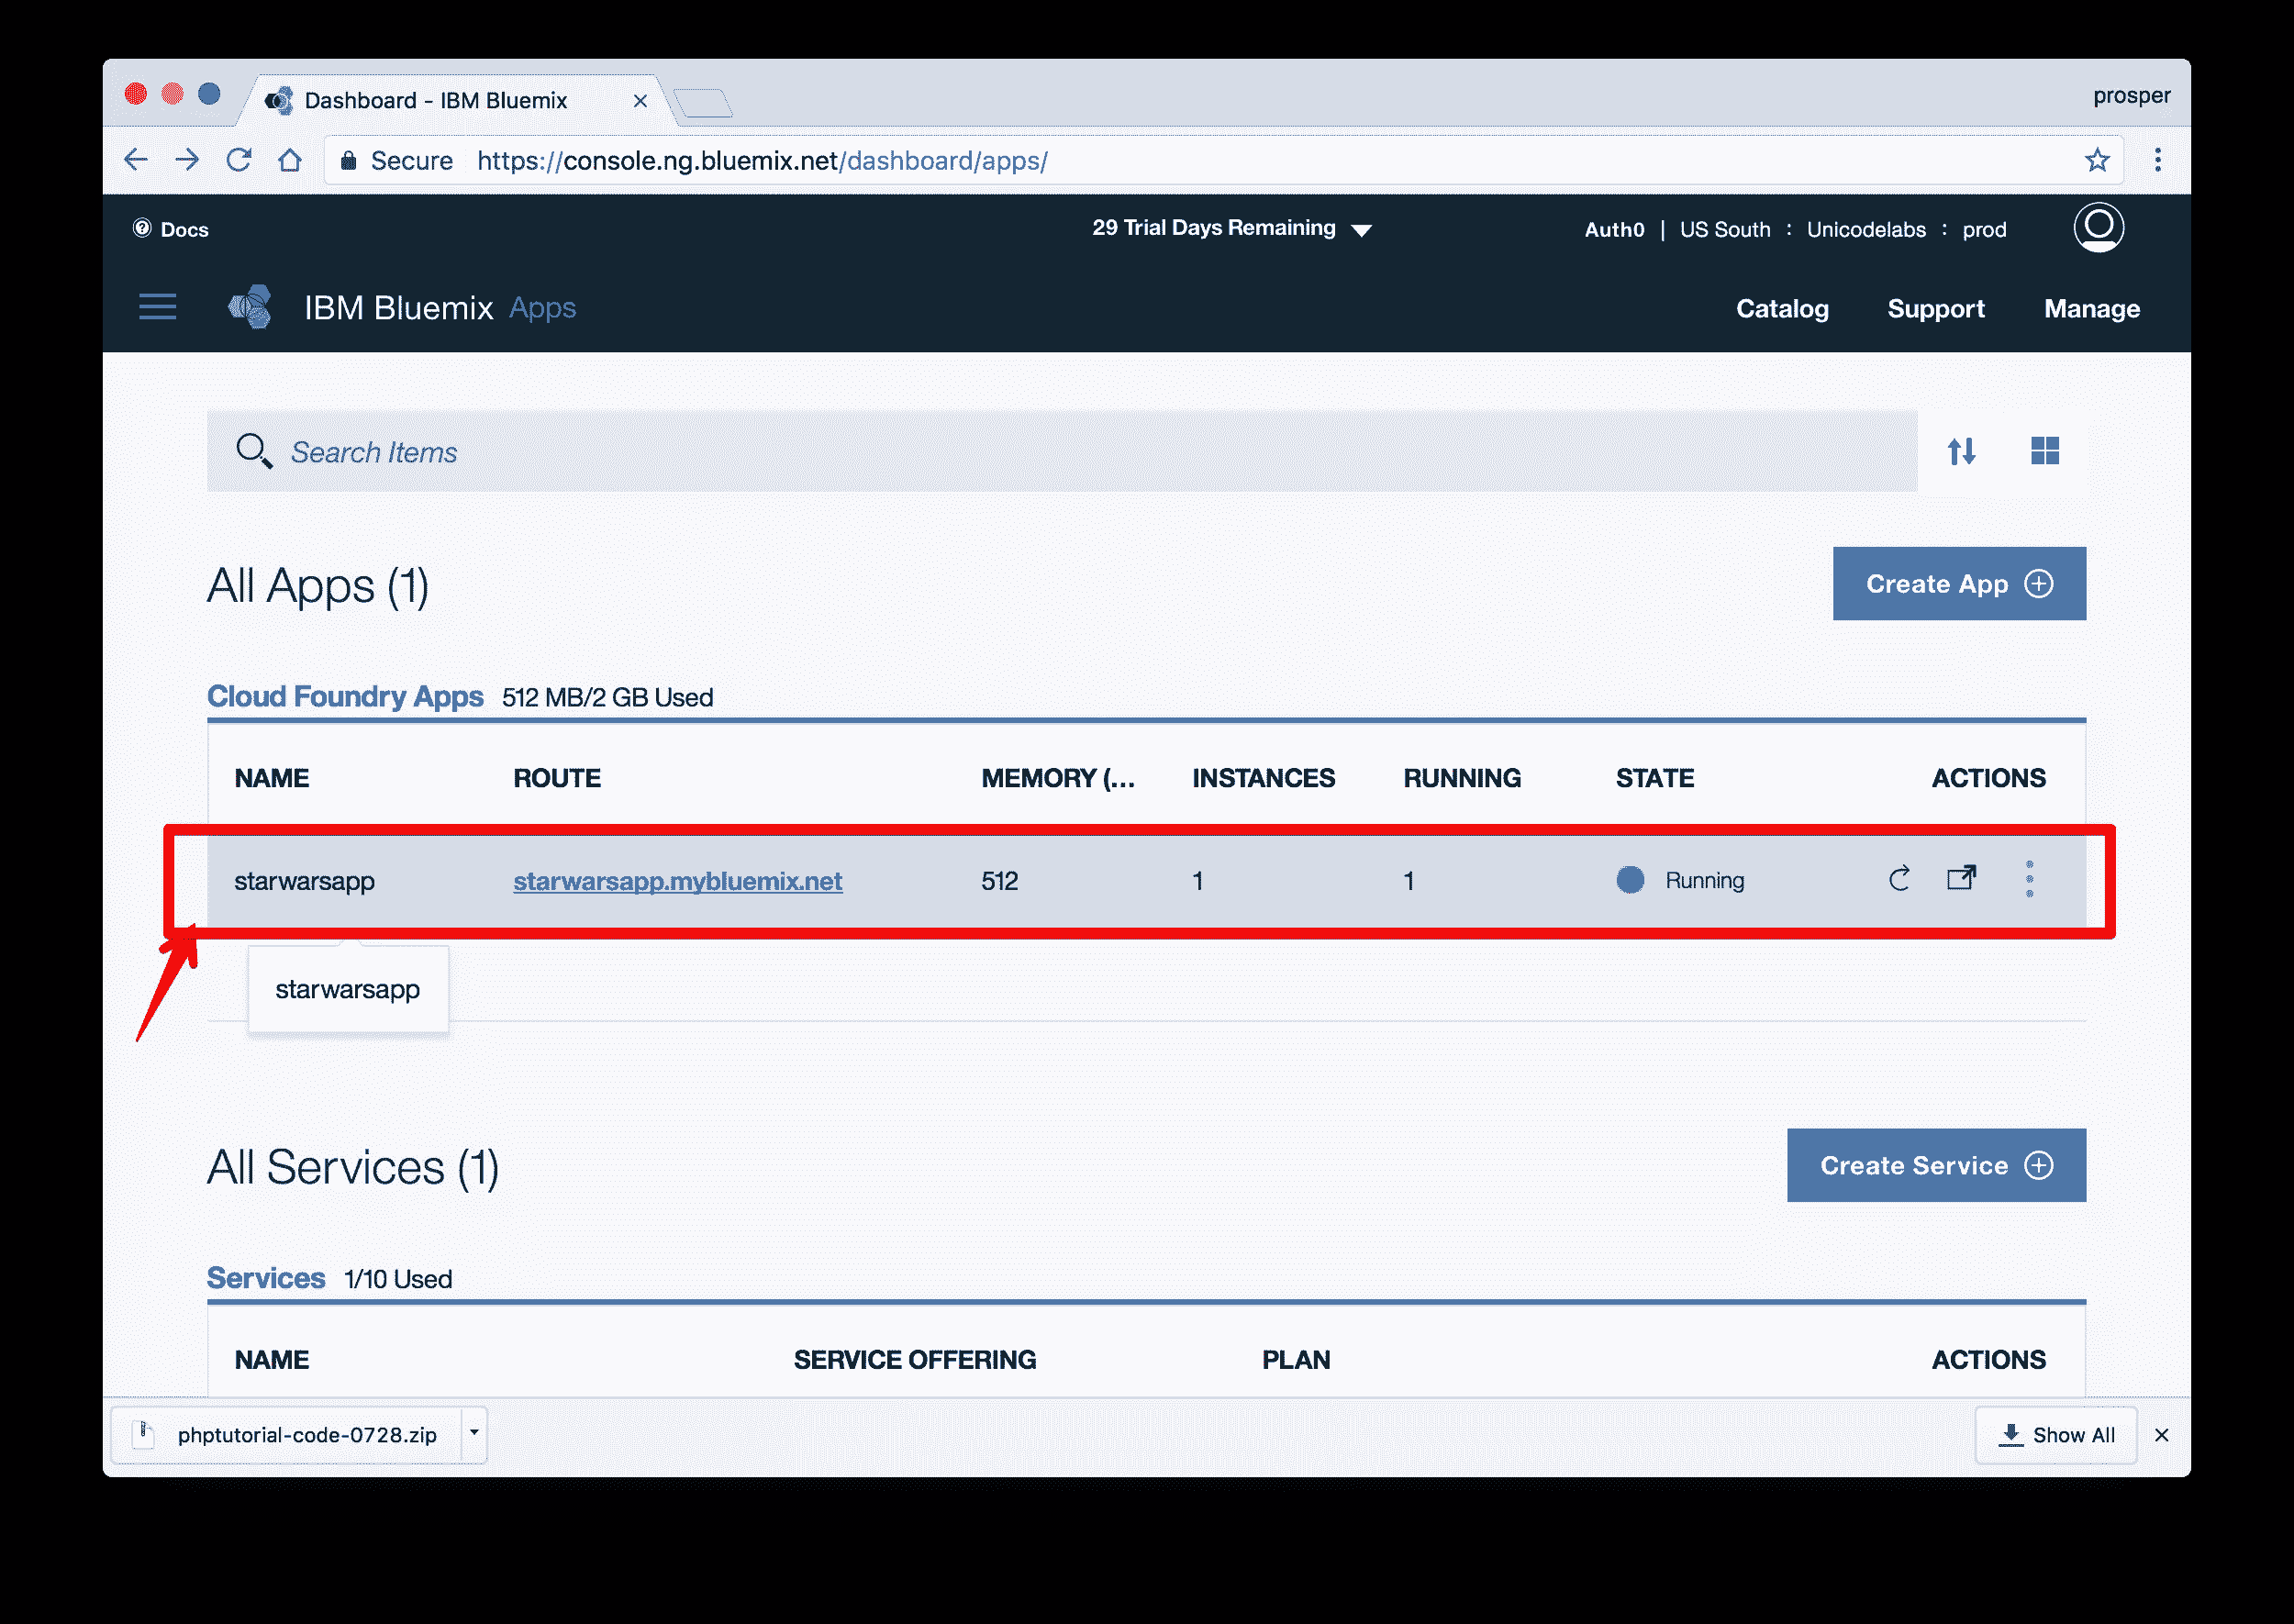 Dashboard - IBM Bluemix
prosper
Secure https://console.ng.bluemix.net/dashboard/apps/
Docs 29 Trial Days Remaining Auth0 | US South : Unicodelabs : prod
IBM Bluemix Apps Catalog Support Manage
Search Items
All Apps (1) Create App
Cloud Foundry Apps 512 MB/2 GB Used
NAME ROUTE MEMORY (... INSTANCES RUNNING STATE ACTIONS
starwarsapp starwarsapp.mybluemix.net 512 1 1 Running
starwarsapp
All Services (1) Create Service
Services 1/10 Used
NAME SERVICE OFFERING PLAN ACTIONS
phptutorial-code-0728.zip Show All